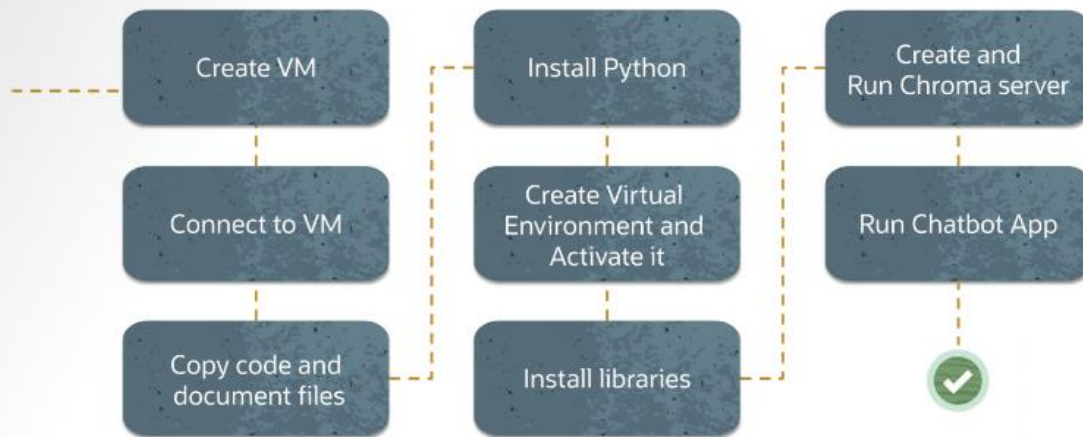 Create VM
Connect to VM
Copy code and
document files
Install Python
Create Virtual
Environment and
Activate it
Install libraries
Create and
Run Chroma server
Run Chatbot App